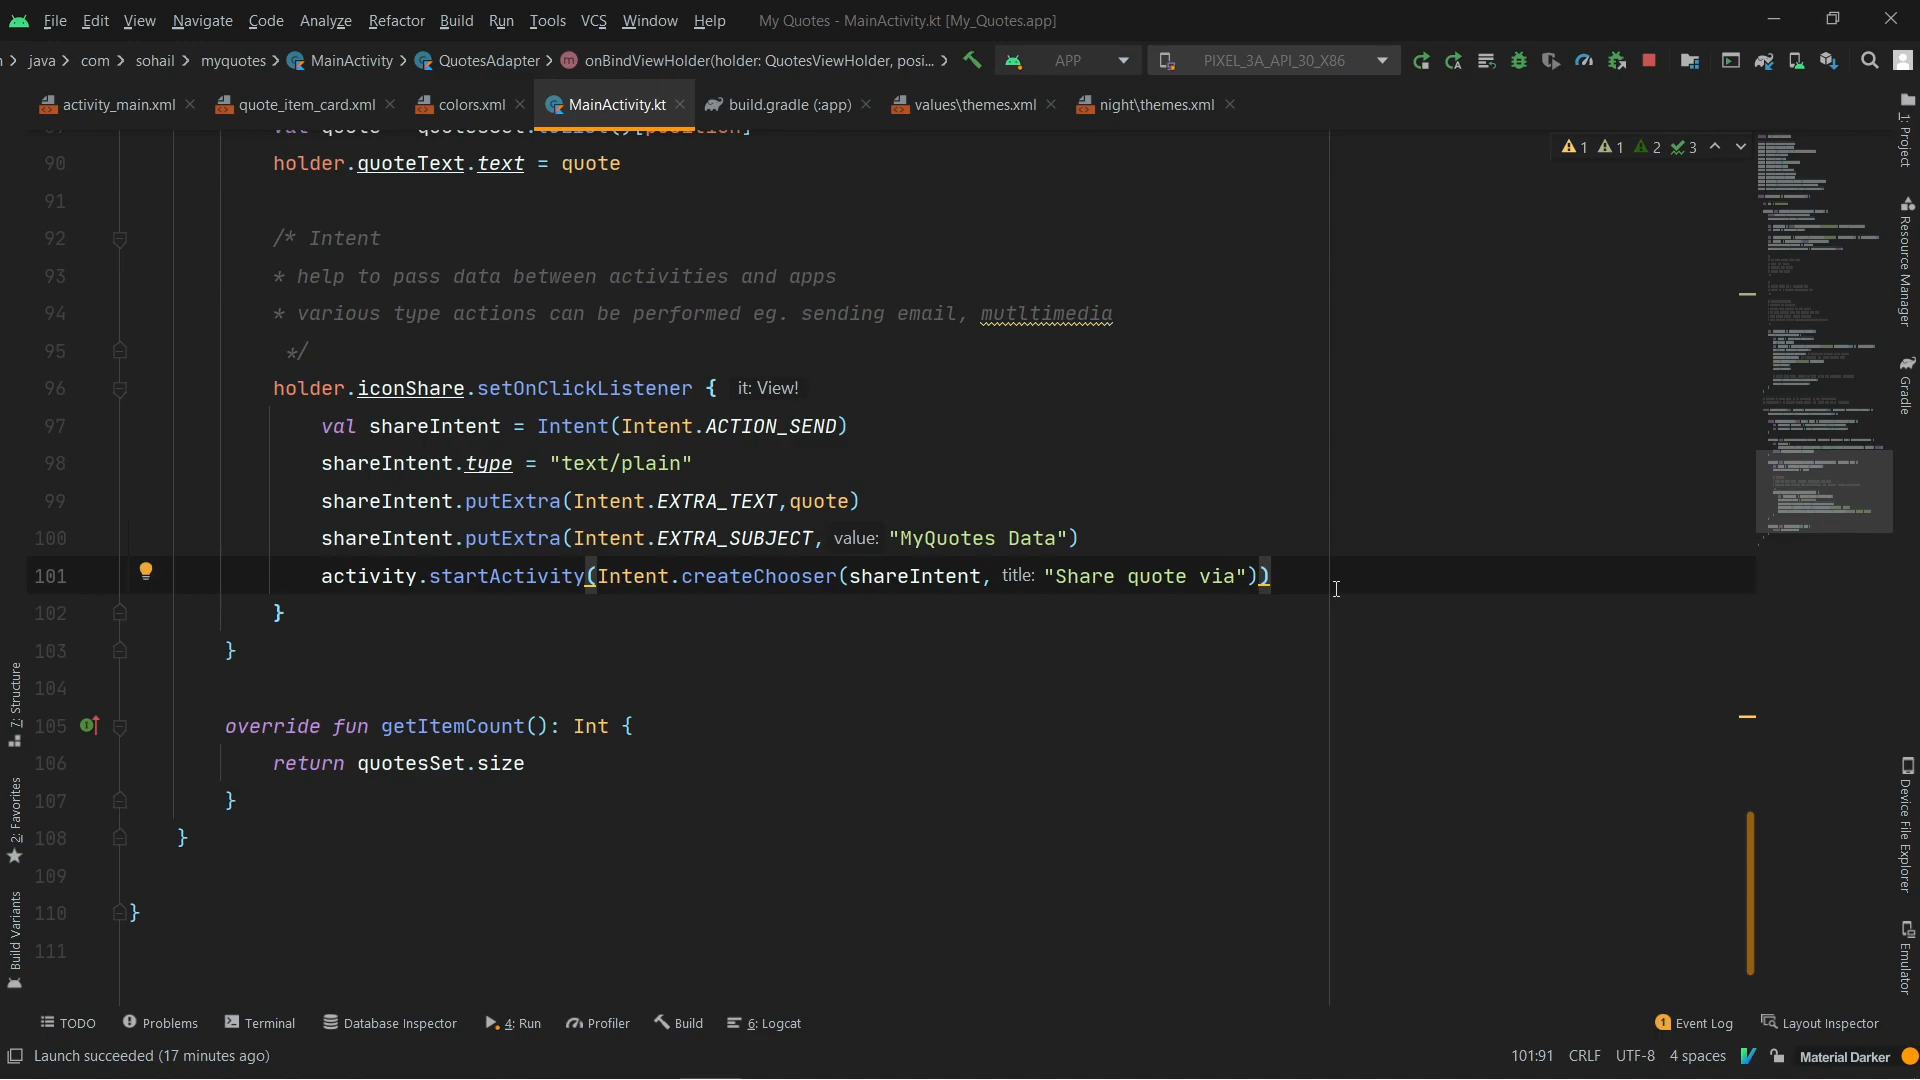 File Edit View Navigate Code Analyze Refactor Build Run Tools VCS Window Help My Quotes - MainActivity.kt [My_Quotes.app]
java com sohail myquotes MainActivity QuotesAdapter onBindViewHolder(holder: QuotesViewHolder, posi... APP PIXEL_3A_API_30_X86
activity_main.xml quote_item_card.xml colors.xml MainActivity.kt build.gradle (:app) values\themes.xml night\themes.xml
90 holder.quoteText.text = quote
1 1 2 3
91
92 /* Intent
93 * help to pass data between activities and apps
94 * various type actions can be performed eg. sending email, mutltimedia
95 */
96 holder.iconShare.setOnClickListener { it: View!
97 val shareIntent = Intent(Intent.ACTION_SEND)
98 shareIntent.type = "text/plain"
99 shareIntent.putExtra(Intent.EXTRA_TEXT,quote)
100 shareIntent.putExtra(Intent.EXTRA_SUBJECT, value: "MyQuotes Data")
101 activity.startActivity(Intent.createChooser(shareIntent, title: "Share quote via"))
102 }
103 }
104
105 override fun getItemCount(): Int {
106 return quotesSet.size
107 }
108 }
109
110 }
111
1: Project
Resource Manager
Gradle
Device File Explorer
Emulator
7: Structure
2: Favorites
Build Variants
TODO Problems Terminal Database Inspector 4: Run Profiler Build 6: Logcat 1 Event Log Layout Inspector
Launch succeeded (17 minutes ago) 101:91 CRLF UTF-8 4 spaces Material Darker